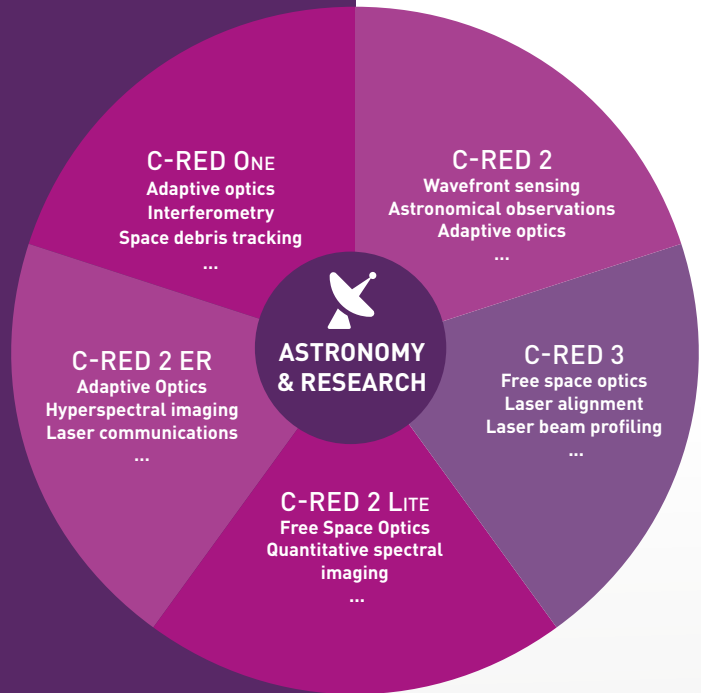 C-RED ONE
Adaptive optics
Interferometry
Space debris tracking
...
C-RED 2
Wavefront sensing
Astronomical observations
Adaptive optics
...
ASTRONOMY
& RESEARCH
C-RED 2 ER
Adaptive Optics
Hyperspectral imaging
Laser communications
...
C-RED 3
Free space optics
Laser alignment
Laser beam profiling
...
C-RED 2 LITE
Free Space Optics
Quantitative spectral
imaging
...